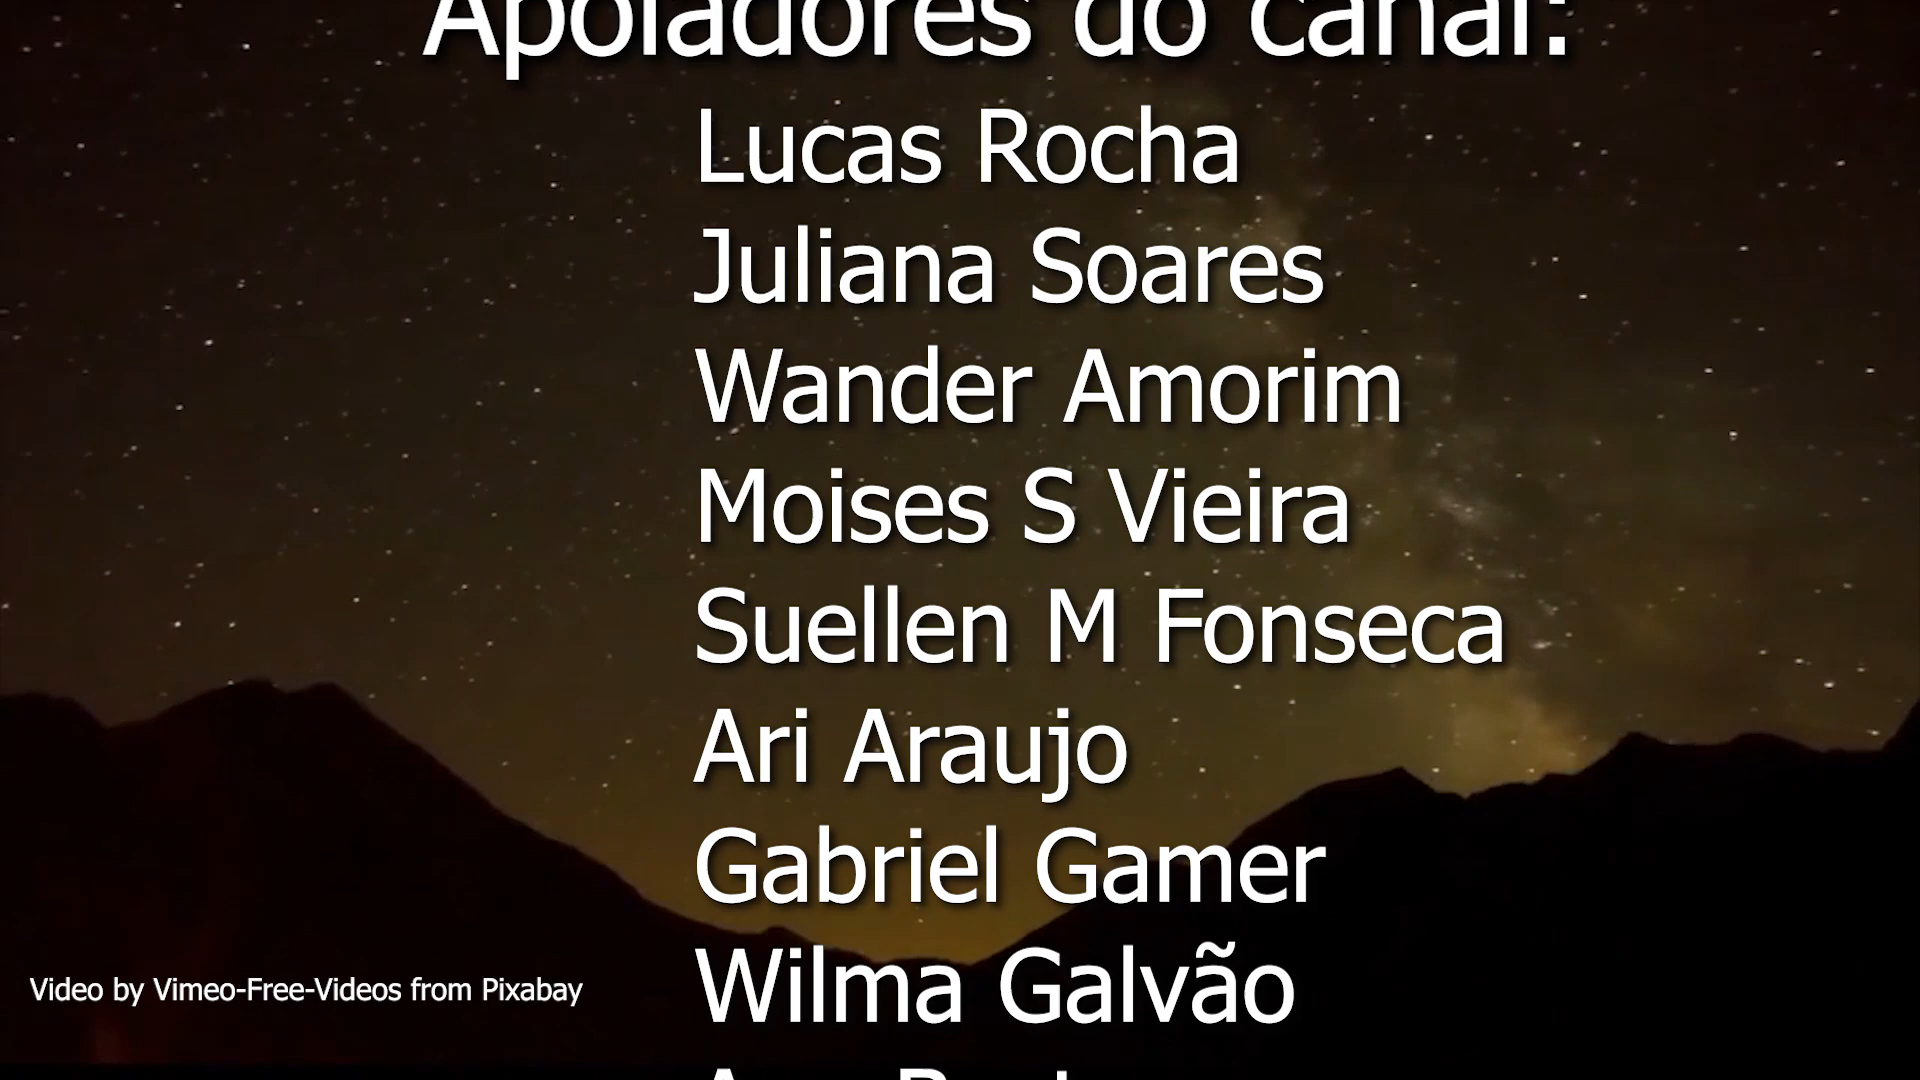 Apoiadores do canal:
Lucas Rocha
Juliana Soares
Wander Amorim
Moises S Vieira
Suellen M Fonseca
Ari Araujo
Gabriel Gamer
Wilma Galvão
Video by Vimeo-Free-Videos from Pixabay